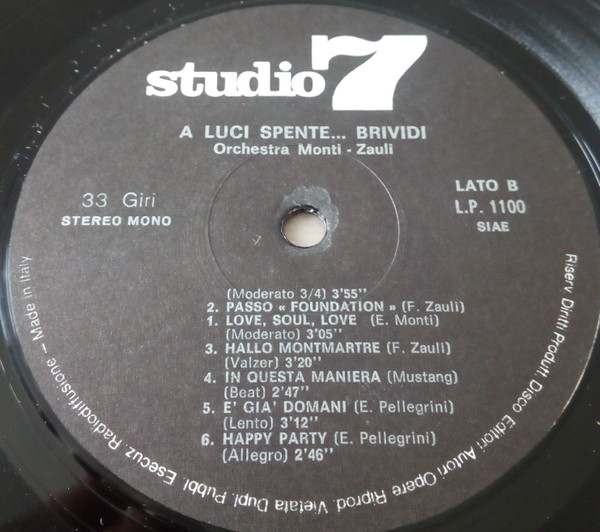 studio 7
A LUCI SPENTE... BRIVIDI
Orchestra Monti - Zauli
33 Giri
STEREO MONO
LATO B
L.P. 1100
SIAE
(Moderato 3/4) 3'55''
2. PASSO « FOUNDATION » (F. Zauli)
1. LOVE, SOUL, LOVE (E. Monti)
(Moderato) 3'05''
3. HALLO MONTMARTRE (F. Zauli)
(Valzer) 3'20''
4. IN QUESTA MANIERA (Mustang)
(Beat) 2'47''
5. E' GIA' DOMANI (E. Pellegrini)
(Lento) 3'12''
6. HAPPY PARTY (E. Pellegrini)
(Allegro) 2'46''
Riserv Diritti Produtt. Disco Editori Autori Opere Riprod. Vietata Dupl. Pubbl. Esecuz. Radiodiffusione - Made in Italy